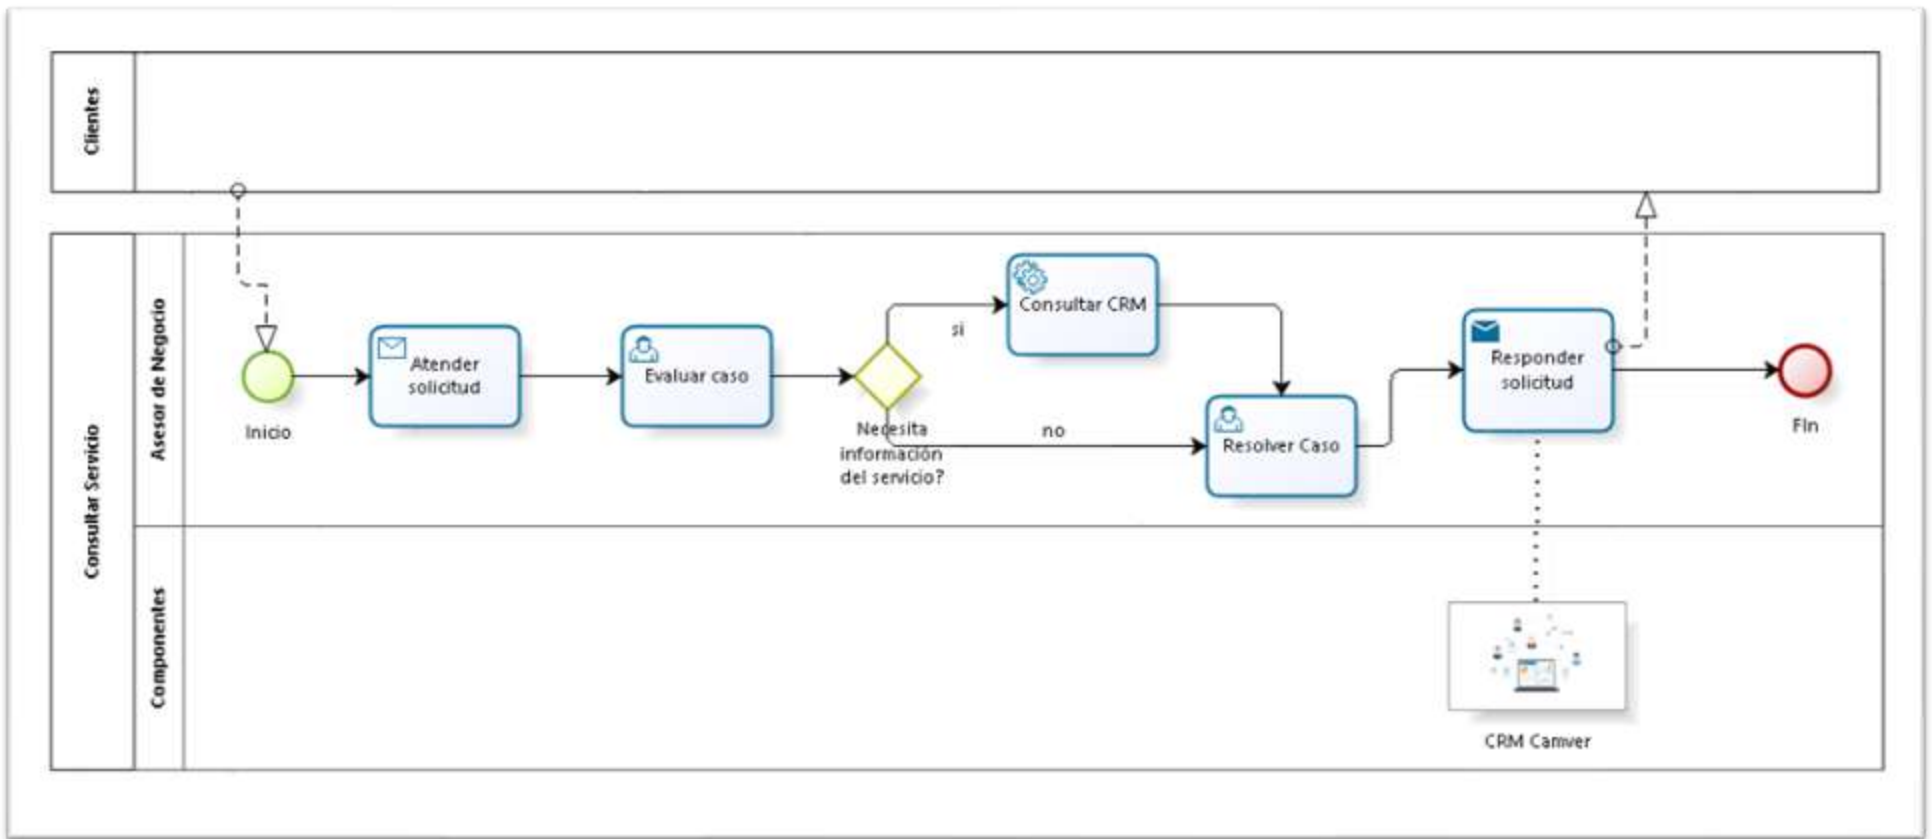 Clientes
Consultar Servicio
Asesor de Negocio
Inicio
Atender
solicitud
Evaluar caso
Necesita
información
del servicio?
si
no
Consultar CRM
Resolver Caso
Responder
solicitud
FIn
Componentes
CRM Camver